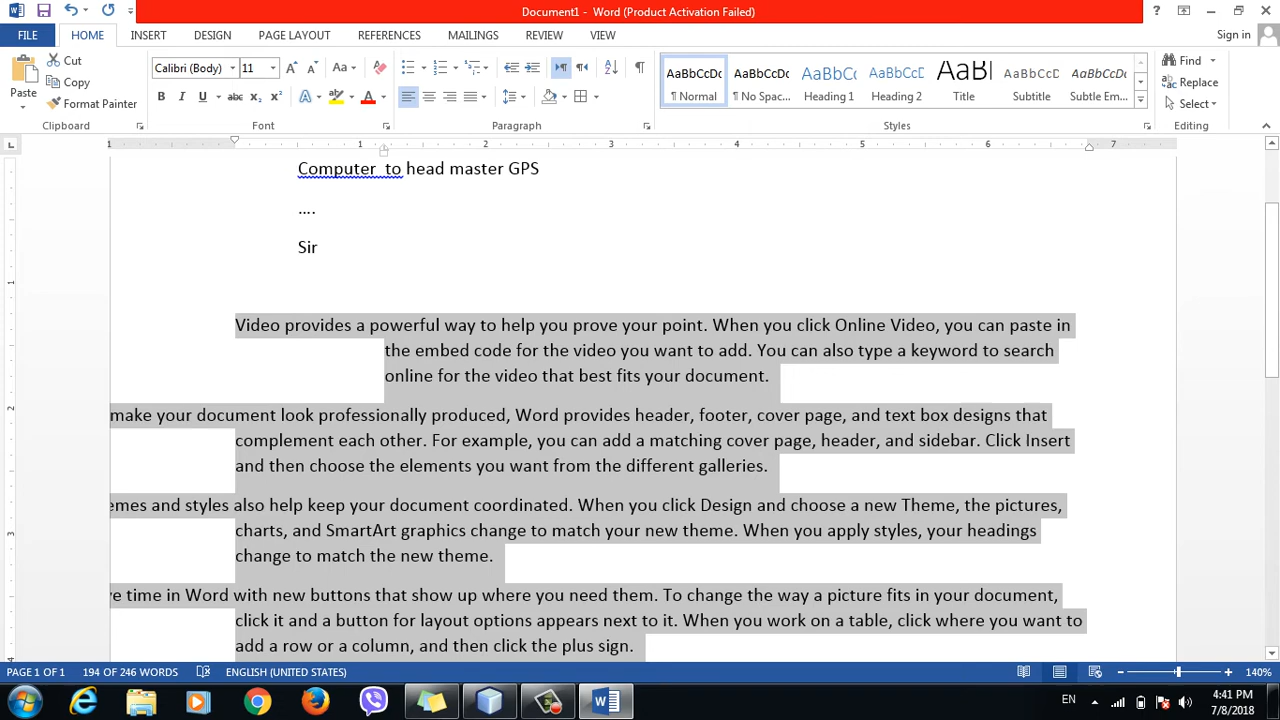 Document1 - Word (Product Activation Failed)
FILE HOME INSERT DESIGN PAGE LAYOUT REFERENCES MAILINGS REVIEW VIEW Sign in
Paste
Cut
Copy
Format Painter
Clipboard
Calibri (Body) 11
Font
Paragraph
AaBbCcDc AaBbCcDc AaBbCc AaBbCcD AaBl AaBbCcD AaBbCcDc
¶ Normal ¶ No Spac... Heading 1 Heading 2 Title Subtitle Subtle Em...
Styles
Find
Replace
Select
Editing
1 1 2 3 4 5 6 7
Computer to head master GPS
....
Sir
Video provides a powerful way to help you prove your point. When you click Online Video, you can paste in
the embed code for the video you want to add. You can also type a keyword to search
online for the video that best fits your document.
make your document look professionally produced, Word provides header, footer, cover page, and text box designs that
complement each other. For example, you can add a matching cover page, header, and sidebar. Click Insert
and then choose the elements you want from the different galleries.
emes and styles also help keep your document coordinated. When you click Design and choose a new Theme, the pictures,
charts, and SmartArt graphics change to match your new theme. When you apply styles, your headings
change to match the new theme.
e time in Word with new buttons that show up where you need them. To change the way a picture fits in your document,
click it and a button for layout options appears next to it. When you work on a table, click where you want to
add a row or a column, and then click the plus sign.
PAGE 1 OF 1 194 OF 246 WORDS ENGLISH (UNITED STATES) 140%
EN 4:41 PM
7/8/2018